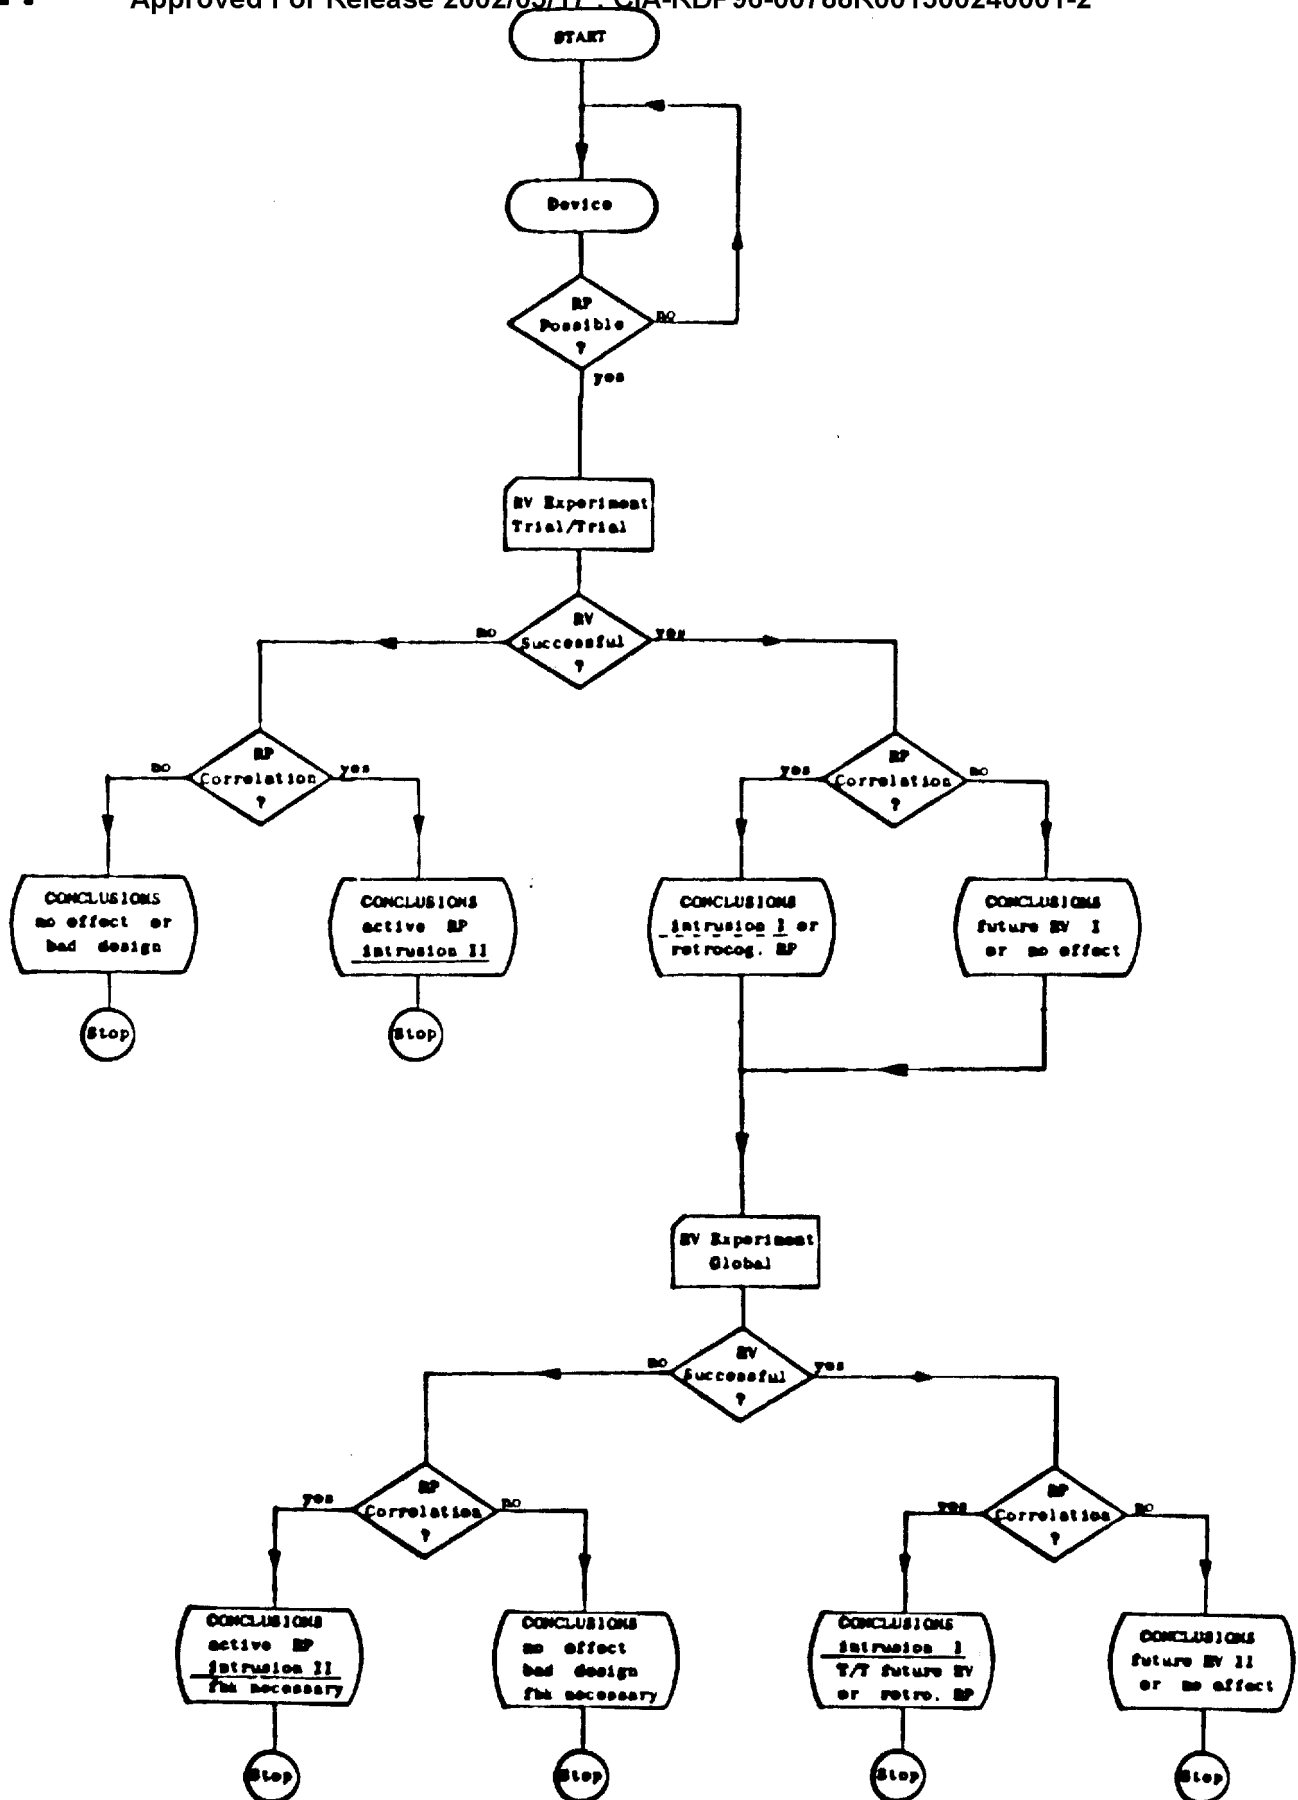 Approved For Release 2002/05/17 : CIA-RDP96-00788R001300240001-2
START
Device
RP
Possible
?
no
yes
RV Experiment
Trial/Trial
RV
Successful
?
no
yes
RP
Correlation
?
no
yes
RP
Correlation
?
yes
no
CONCLUSIONS
no effect or
bad design
CONCLUSIONS
active RP
intrusion II
CONCLUSIONS
intrusion I or
retrocog. RP
CONCLUSIONS
future RV I
or no effect
Stop
Stop
RV Experiment
Global
RV
Successful
?
no
yes
RP
Correlation
?
yes
no
RP
Correlation
?
yes
no
CONCLUSIONS
active RP
intrusion II
fbk necessary
CONCLUSIONS
no effect
bad design
fbk necessary
CONCLUSIONS
intrusion I
T/T future RV
or retro. RP
CONCLUSIONS
future RV II
or no effect
Stop
Stop
Stop
Stop